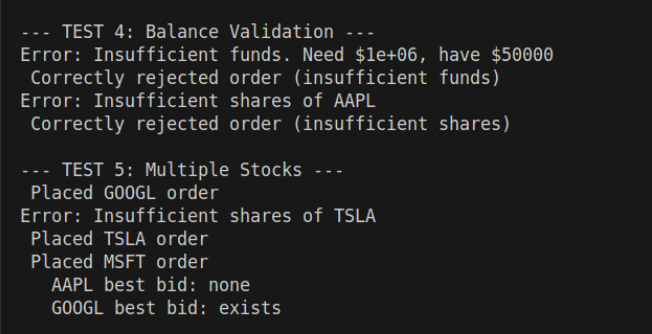 --- TEST 4: Balance Validation ---
Error: Insufficient funds. Need $1e+06, have $50000
Correctly rejected order (insufficient funds)
Error: Insufficient shares of AAPL
Correctly rejected order (insufficient shares)
--- TEST 5: Multiple Stocks ---
Placed GOOGL order
Error: Insufficient shares of TSLA
Placed TSLA order
Placed MSFT order
AAPL best bid: none
GOOGL best bid: exists